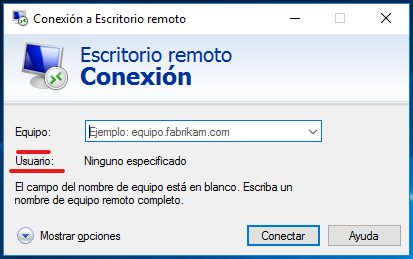 Conexión a Escritorio remoto
Escritorio remoto
Conexión
Equipo:
Ejemplo: equipo.fabrikam.com
Usuario:
Ninguno especificado
El campo del nombre de equipo está en blanco. Escriba un
nombre de equipo remoto completo.
Mostrar opciones
Conectar
Ayuda